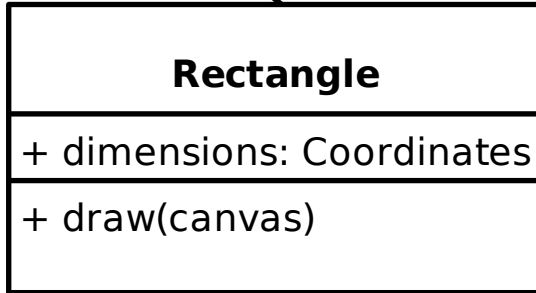 Rectangle
+ dimensions: Coordinates
+ draw(canvas)